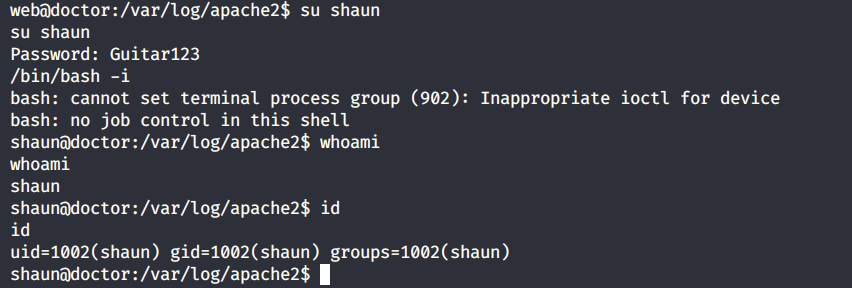 web@doctor:/var/log/apache2$ su shaun
su shaun
Password: Guitar123
/bin/bash -i
bash: cannot set terminal process group (902): Inappropriate ioctl for device
bash: no job control in this shell
shaun@doctor:/var/log/apache2$ whoami
whoami
shaun
shaun@doctor:/var/log/apache2$ id
id
uid=1002(shaun) gid=1002(shaun) groups=1002(shaun)
shaun@doctor:/var/log/apache2$